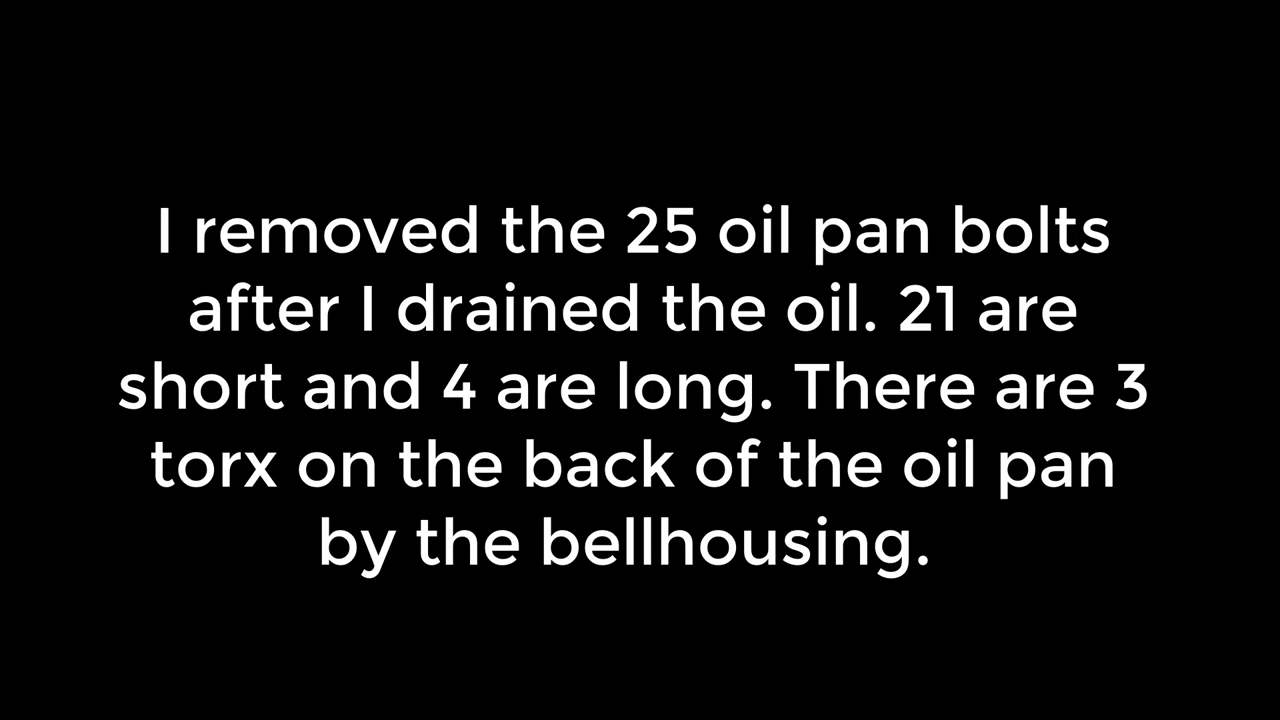 I removed the 25 oil pan bolts
after I drained the oil. 21 are
short and 4 are long. There are 3
torx on the back of the oil pan
by the bellhousing.